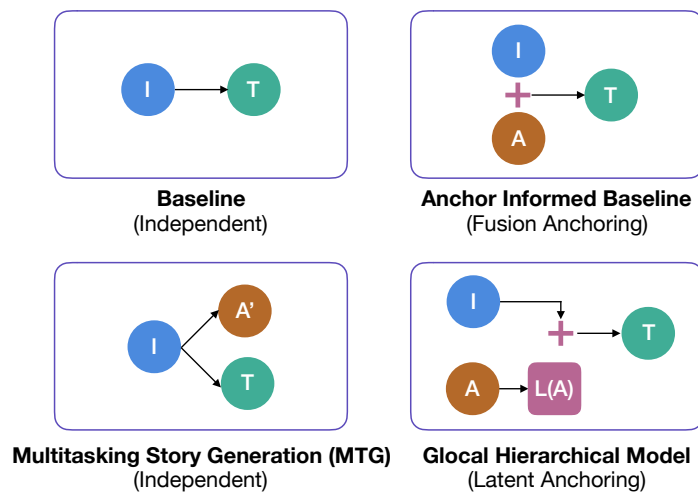 I
T
Baseline
(Independent)
I
A
T
Anchor Informed Baseline
(Fusion Anchoring)
I
A'
T
Multitasking Story Generation (MTG)
(Independent)
I
T
A
L(A)
Glocal Hierarchical Model
(Latent Anchoring)